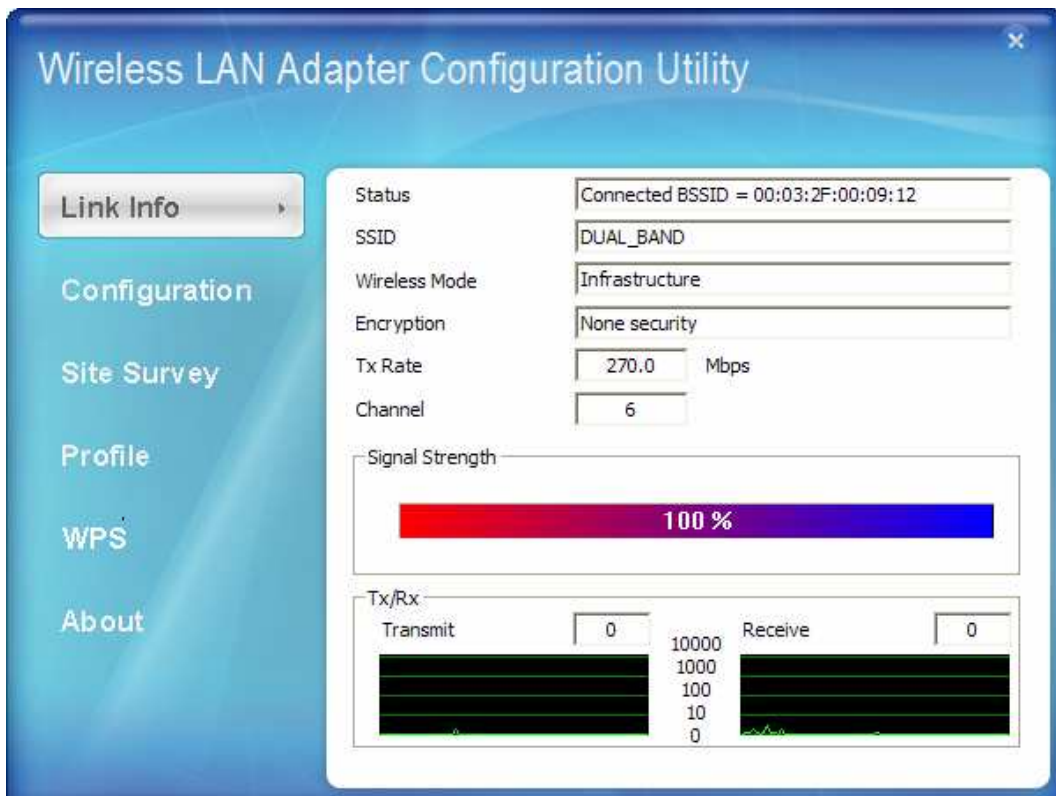 Wireless LAN Adapter Configuration Utility
Link Info
Configuration
Site Survey
Profile
WPS
About
Status Connected BSSID = 00:03:2F:00:09:12
SSID DUAL_BAND
Wireless Mode Infrastructure
Encryption None security
Tx Rate 270.0 Mbps
Channel 6
Signal Strength
100 %
Tx/Rx
Transmit 0 Receive 0
10000
1000
100
10
0